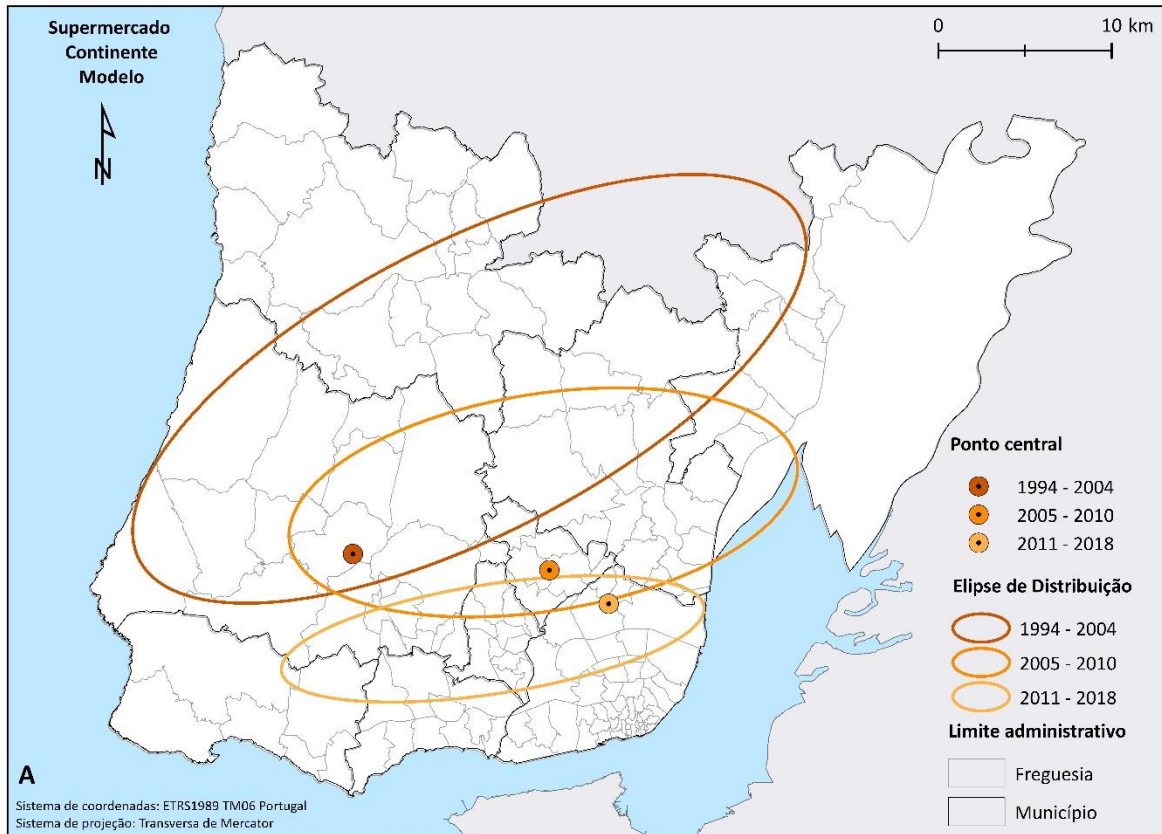 Supermercado
Continente
Modelo
N
0 10 km
Ponto central
1994 - 2004
2005 - 2010
2011 - 2018
Elipse de Distribuição
1994 - 2004
2005 - 2010
2011 - 2018
Limite administrativo
Freguesia
Município
A
Sistema de coordenadas: ETRS1989 TM06 Portugal
Sistema de projeção: Transversa de Mercator